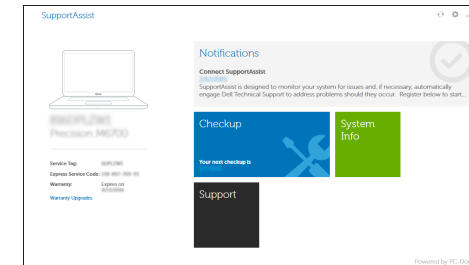 SupportAssist
Notifications
Connect SupportAssist
SupportAssist is designed to monitor your system for issues and, if necessary, automatically
engage Dell Technical Support to address problems should they occur. Register below to start...
Precision M6700
Service Tag:
Express Service Code:
Warranty: Expires on
Warranty Upgrades
Checkup
Your next checkup is
System
Info
Support
Powered by PC-Doc